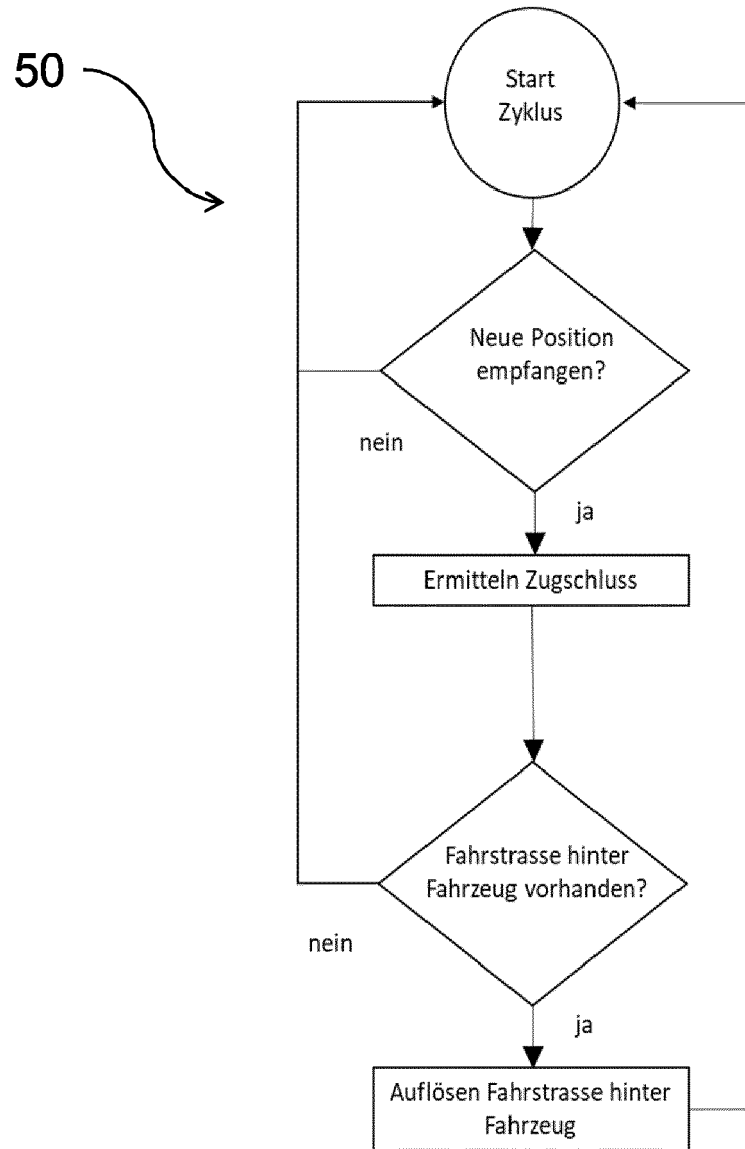 50
Start
Zyklus
Neue Position
empfangen?
nein
ja
Ermitteln Zugschluss
Fahrstrasse hinter
Fahrzeug vorhanden?
nein
ja
Auflösen Fahrstrasse hinter
Fahrzeug